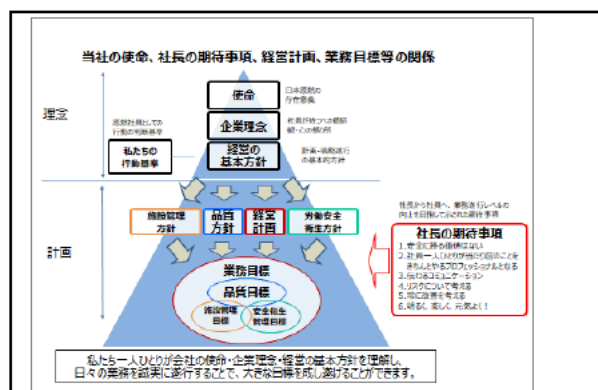 当社の使命、社長の期待事項、経営計画、業務目標等の関係
理念
使命
日本原燃の
存在意義
企業理念
社員が持つべき価値
観・心の拠り所
原燃社員としての
行動の判断基準
私たちの
行動基準
経営の
基本方針
計画・業務遂行
の基本的方針
計画
施設管理
方針
品質
方針
経営
計画
労働安全
衛生方針
社長から社員へ、業務遂行レベルの
向上を目指して示された期待事項
社長の期待事項
1. 安全に勝る価値はない
2. 社員一人ひとりが当たり前のことを
きちんとやるプロフェッショナルとなる
3. 伝わるコミュニケーション
4. リスクについて考える
5. 常に改善を考える
6. 明るく、楽しく、元気よく!
業務目標
品質目標
施設管理
目標
安全衛生
管理目標
私たち一人ひとりが会社の使命・企業理念・経営の基本方針を理解し、
日々の業務を誠実に遂行することで、大きな目標を成し遂げることができます。